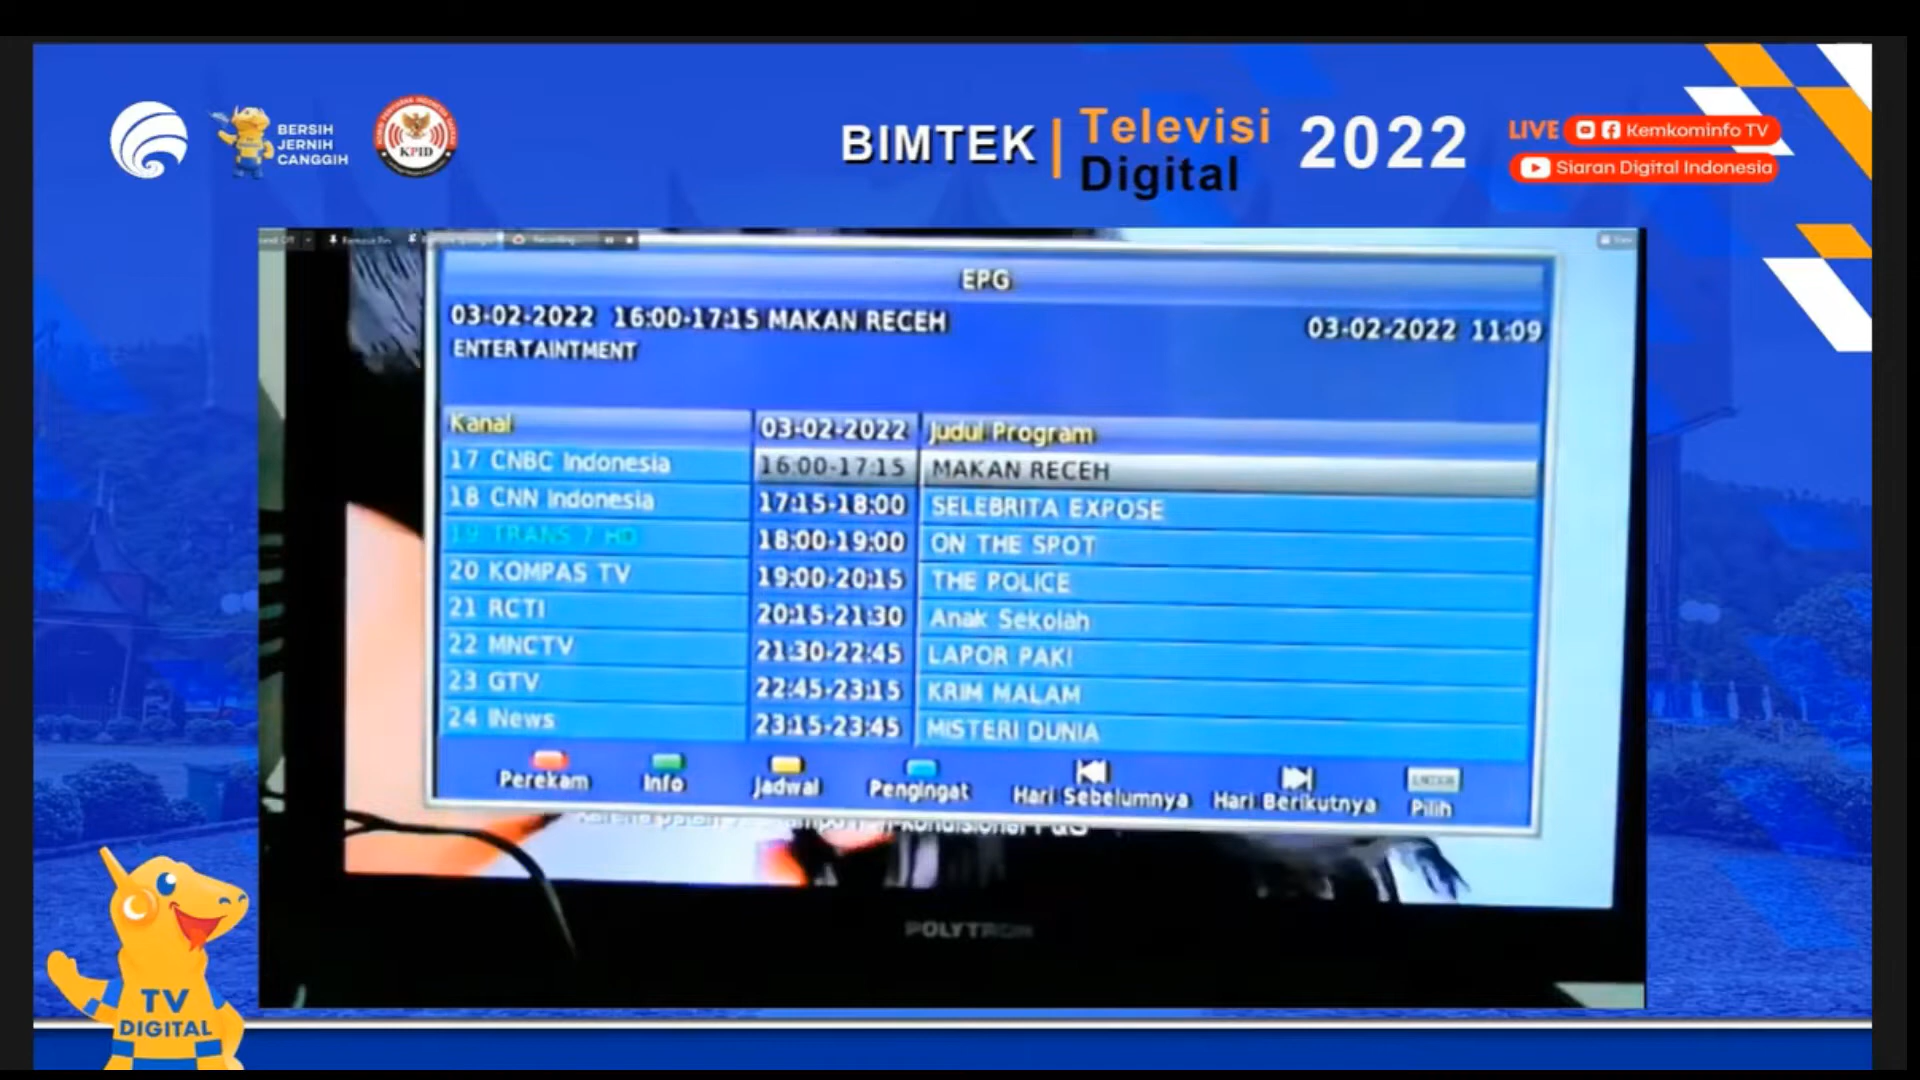 BERSIH
JERNIH
CANGGIH
KPID
BIMTEK
Televisi
Digital
2022
LIVE
Kemkominfo TV
Siaran Digital Indonesia
EPG
03-02-2022 16:00-17:15 MAKAN RECEH
03-02-2022 11:09
ENTERTAINTMENT
Kanal 03-02-2022 Judul Program
17 CNBC Indonesia 16:00-17:15 MAKAN RECEH
18 CNN Indonesia 17:15-18:00 SELEBRITA EXPOSE
19 TRANS 7 HD 18:00-19:00 ON THE SPOT
20 KOMPAS TV 19:00-20:15 THE POLICE
21 RCTI 20:15-21:30 Anak Sekolah
22 MNCTV 21:30-22:45 LAPOR PAK!
23 GTV 22:45-23:15 KRIM MALAM
24 iNews 23:15-23:45 MISTERI DUNIA
Perekam Info Jadwal Pengingat Hari Sebelumnya Hari Berikutnya Pilih
POLYTRON
TV
DIGITAL